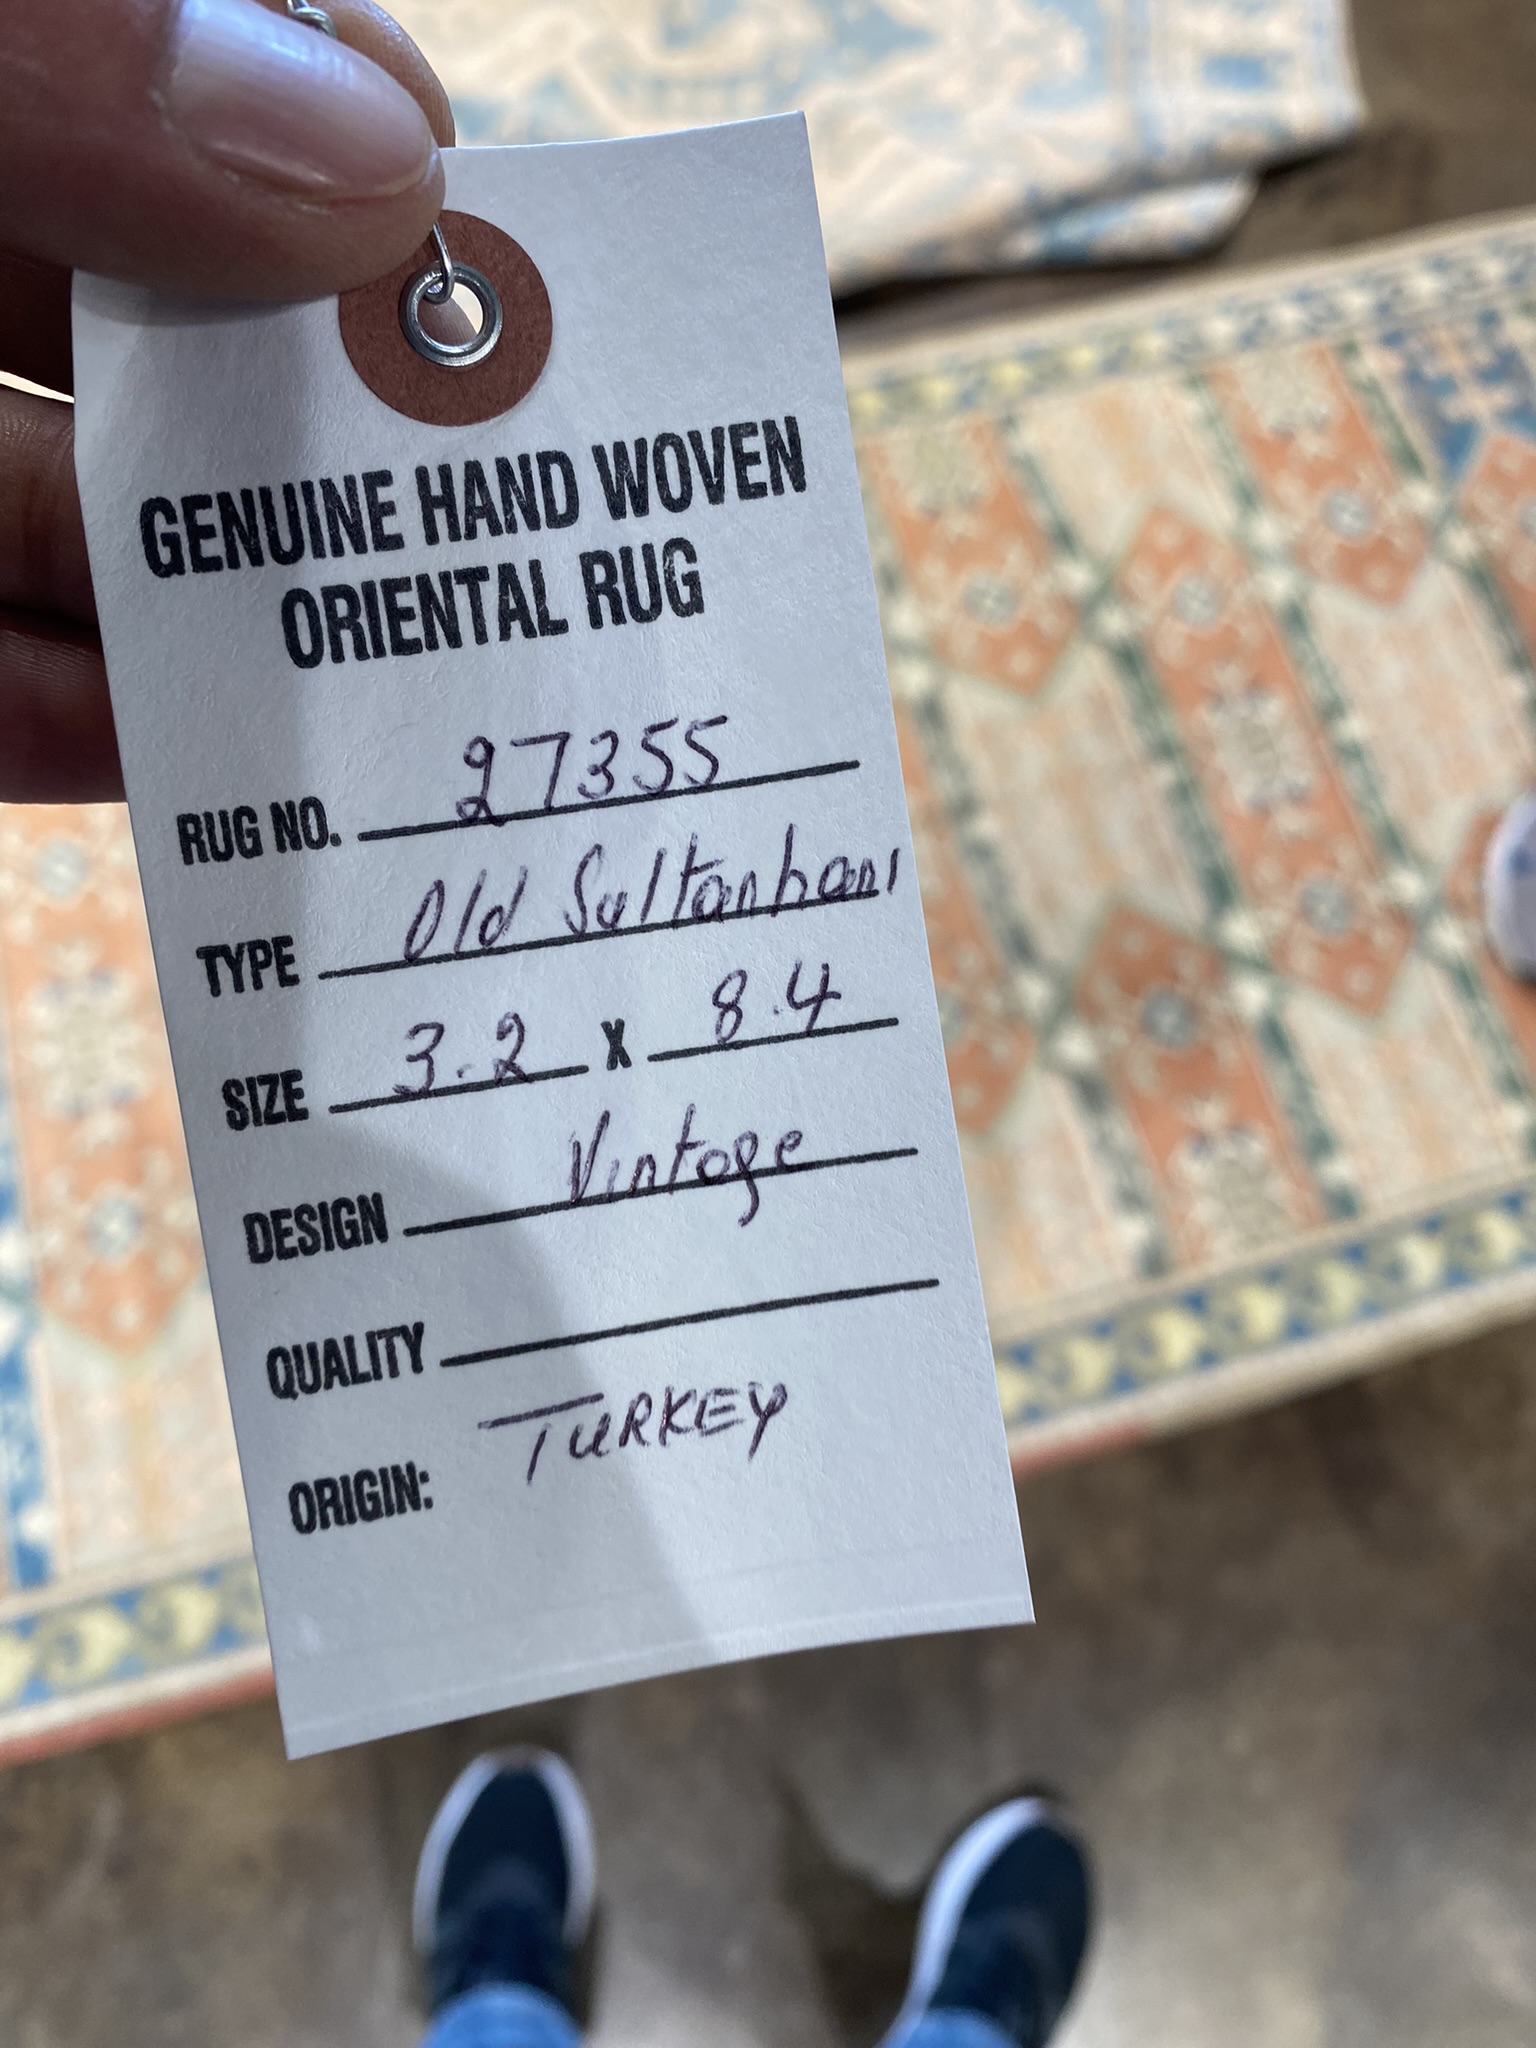 GENUINE HAND WOVEN
ORIENTAL RUG
RUG NO. 27355
TYPE Old Sultanhani
SIZE 3.2 X 8.4
DESIGN Vintage
QUALITY
ORIGIN: TURKEY